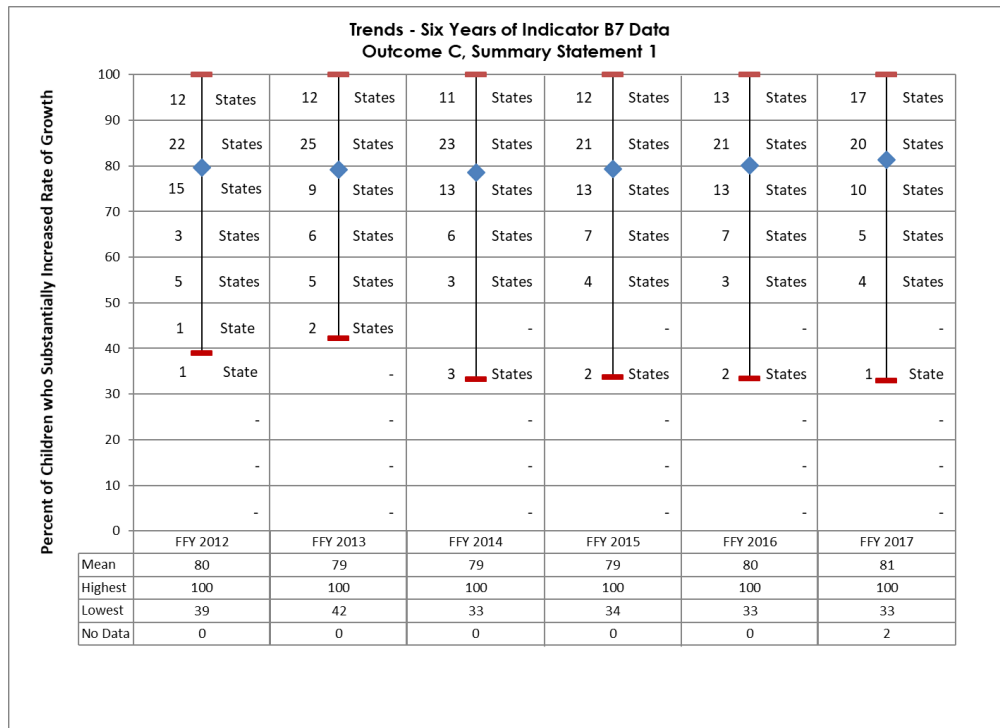 Trends - Six Years of Indicator B7 Data
Outcome C, Summary Statement 1
Percent of Children who Substantially Increased Rate of Growth
100
12 States 12 States 11 States 12 States 13 States 17 States
90
22 States 25 States 23 States 21 States 21 States 20 States
80
15 States 9 States 13 States 13 States 13 States 10 States
70
3 States 6 States 6 States 7 States 7 States 5 States
60
5 States 5 States 3 States 4 States 3 States 4 States
50
1 State 2 States - - - -
40
1 State - 3 States 2 States 2 States 1 State
30
- - - - - -
20
- - - - - -
10
- - - - - -
0
FFY 2012 FFY 2013 FFY 2014 FFY 2015 FFY 2016 FFY 2017
Mean 80 79 79 79 80 81
Highest 100 100 100 100 100 100
Lowest 39 42 33 34 33 33
No Data 0 0 0 0 0 2